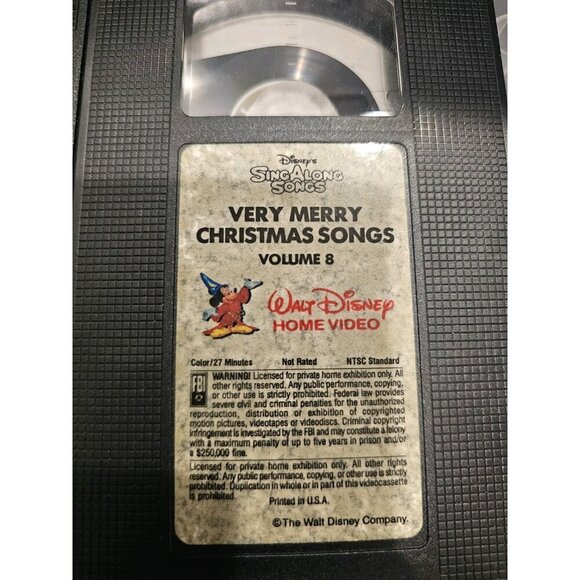 DISNEY'S
SING ALONG
SONGS
VERY MERRY
CHRISTMAS SONGS
VOLUME 8
WALT DISNEY
HOME VIDEO
Color/27 Minutes Not Rated NTSC Standard
FBI WARNING! Licensed for private home exhibition only. All
other rights reserved. Any public performance, copying,
or other use is strictly prohibited. Federal law provides
severe civil and criminal penalties for the unauthorized
reproduction, distribution or exhibition of copyrighted
motion pictures, videotapes or videodiscs. Criminal copyright
infringement is investigated by the FBI and may constitute a felony
with a maximum penalty of up to five years in prison and/or
a $250,000 fine.
Licensed for private home exhibition only. All other rights
reserved. Any public performance, copying, or other use is strictly
prohibited. Duplication in whole or in part of this videocassette
is prohibited.
Printed in U.S.A.
©The Walt Disney Company.